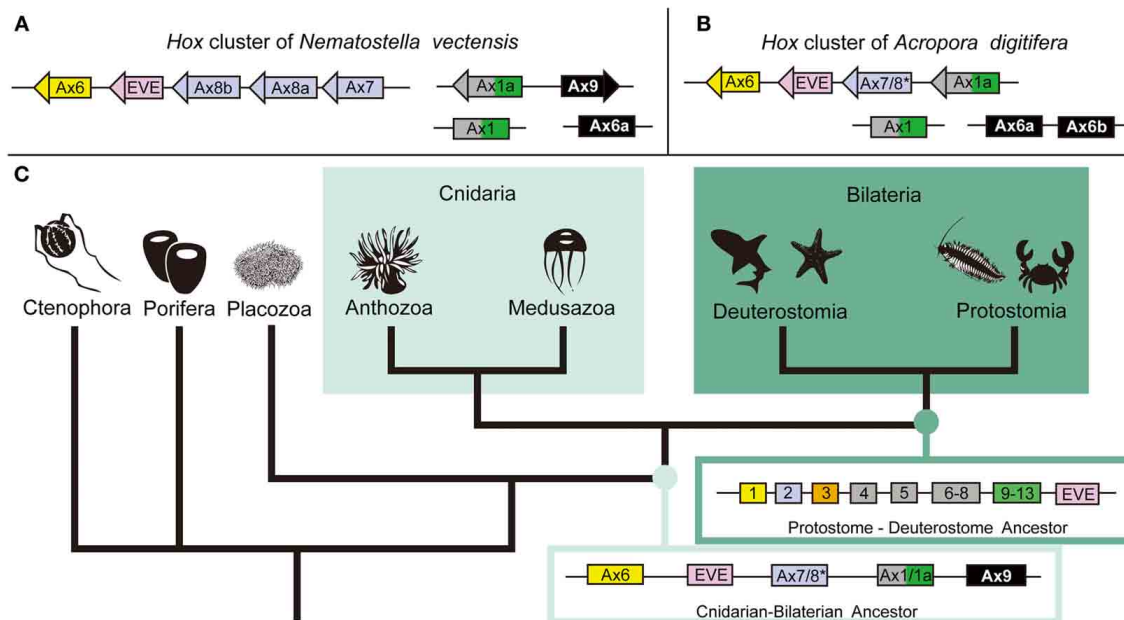 A
Hox cluster of Nematostella vectensis
Ax6 EVE Ax8b Ax8a Ax7 Ax1a Ax9
Ax1 Ax6a
B
Hox cluster of Acropora digitifera
Ax6 EVE Ax7/8* Ax1a
Ax1 Ax6a Ax6b
C
Cnidaria
Bilateria
Ctenophora Porifera Placozoa Anthozoa Medusazoa Deuterostomia Protostomia
1 2 3 4 5 6-8 9-13 EVE
Protostome - Deuterostome Ancestor
Ax6 EVE Ax7/8* Ax1/1a Ax9
Cnidarian-Bilaterian Ancestor